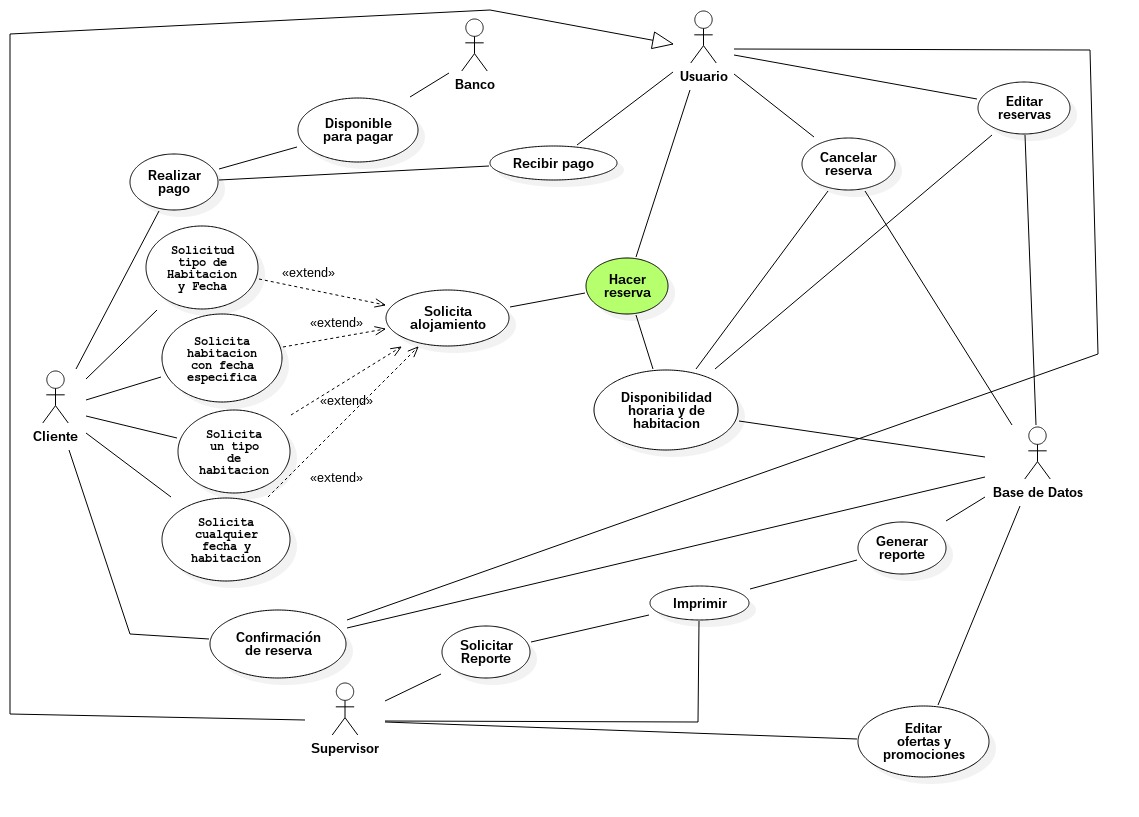 Banco
Usuario
Disponible
para pagar
Editar
reservas
Realizar
pago
Recibir pago
Cancelar
reserva
Solicitud
tipo de
Habitacion
y Fecha
«extend»
Hacer
reserva
Solicita
alojamiento
«extend»
Solicita
habitacion
con fecha
especifica
Cliente
«extend»
Disponibilidad
horaria y de
habitacion
Solicita
un tipo
de
habitacion
«extend»
Base de Datos
Solicita
cualquier
fecha y
habitacion
Generar
reporte
Imprimir
Confirmación
de reserva
Solicitar
Reporte
Supervisor
Editar
ofertas y
promociones